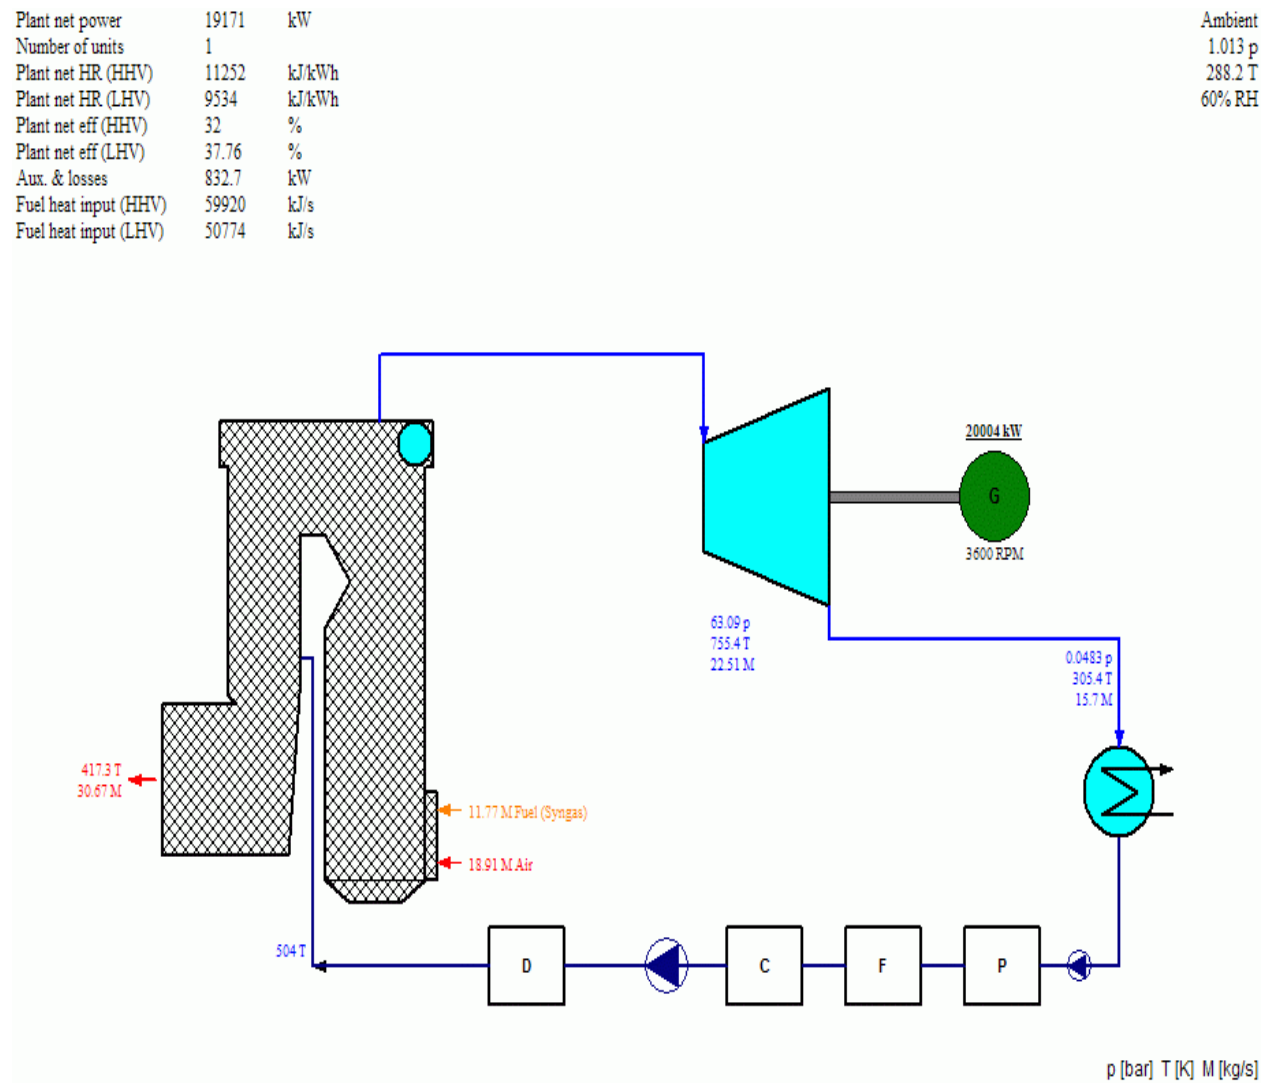 Plant net power 19171 kW
Number of units 1
Plant net HR (HHV) 11252 kJ/kWh
Plant net HR (LHV) 9534 kJ/kWh
Plant net eff (HHV) 32 %
Plant net eff (LHV) 37.76 %
Aux. & losses 832.7 kW
Fuel heat input (HHV) 59920 kJ/s
Fuel heat input (LHV) 50774 kJ/s
Ambient
1.013 p
288.2 T
60% RH
20004 kW
G
3600 RPM
63.09 p
755.4 T
22.51 M
0.0483 p
305.4 T
15.7 M
417.3 T
30.67 M
11.77 M Fuel (Syngas)
18.91 M Air
504 T
D
C
F
P
p [bar] T [K] M [kg/s]